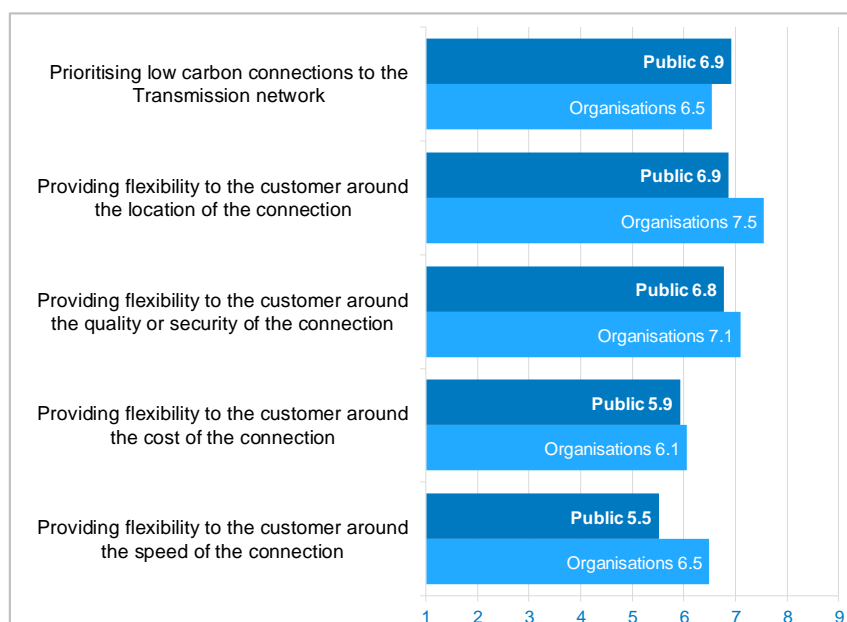 Prioritising low carbon connections to the
Transmission network
Public 6.9
Organisations 6.5
Providing flexibility to the customer around
the location of the connection
Public 6.9
Organisations 7.5
Providing flexibility to the customer around
the quality or security of the connection
Public 6.8
Organisations 7.1
Providing flexibility to the customer around
the cost of the connection
Public 5.9
Organisations 6.1
Providing flexibility to the customer around
the speed of the connection
Public 5.5
Organisations 6.5
1 2 3 4 5 6 7 8 9